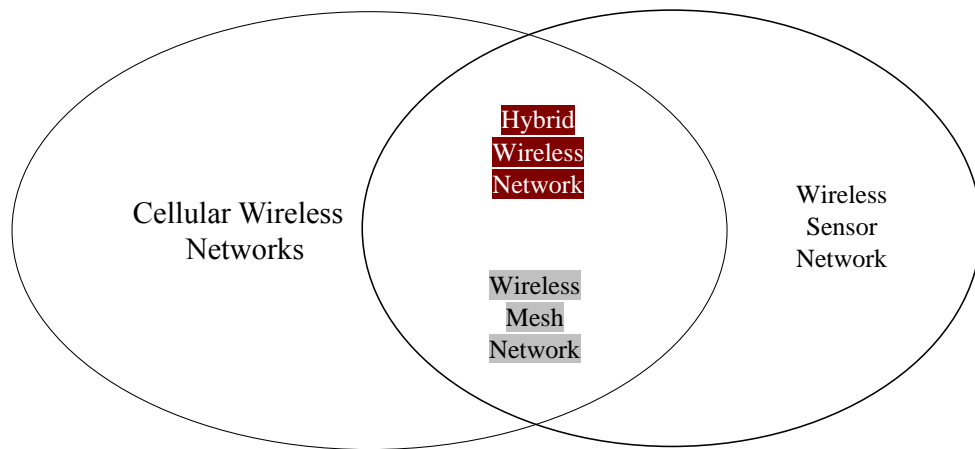 Cellular Wireless
Networks
Hybrid
Wireless
Network
Wireless
Mesh
Network
Wireless
Sensor
Network